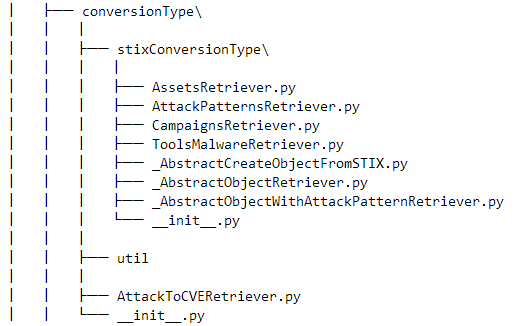 │   ├── conversionType\
│   │   │
│   │   ├── stixConversionType\
│   │   │   │
│   │   │   ├── AssetsRetriever.py
│   │   │   ├── AttackPatternsRetriever.py
│   │   │   ├── CampaignsRetriever.py
│   │   │   ├── ToolsMalwareRetriever.py
│   │   │   ├── _AbstractCreateObjectFromSTIX.py
│   │   │   ├── _AbstractObjectRetriever.py
│   │   │   ├── _AbstractObjectWithAttackPatternRetriever.py
│   │   │   └── __init__.py
│   │   │
│   │   ├── util
│   │   │
│   │   ├── AttackToCVERetriever.py
│   │   └── __init__.py